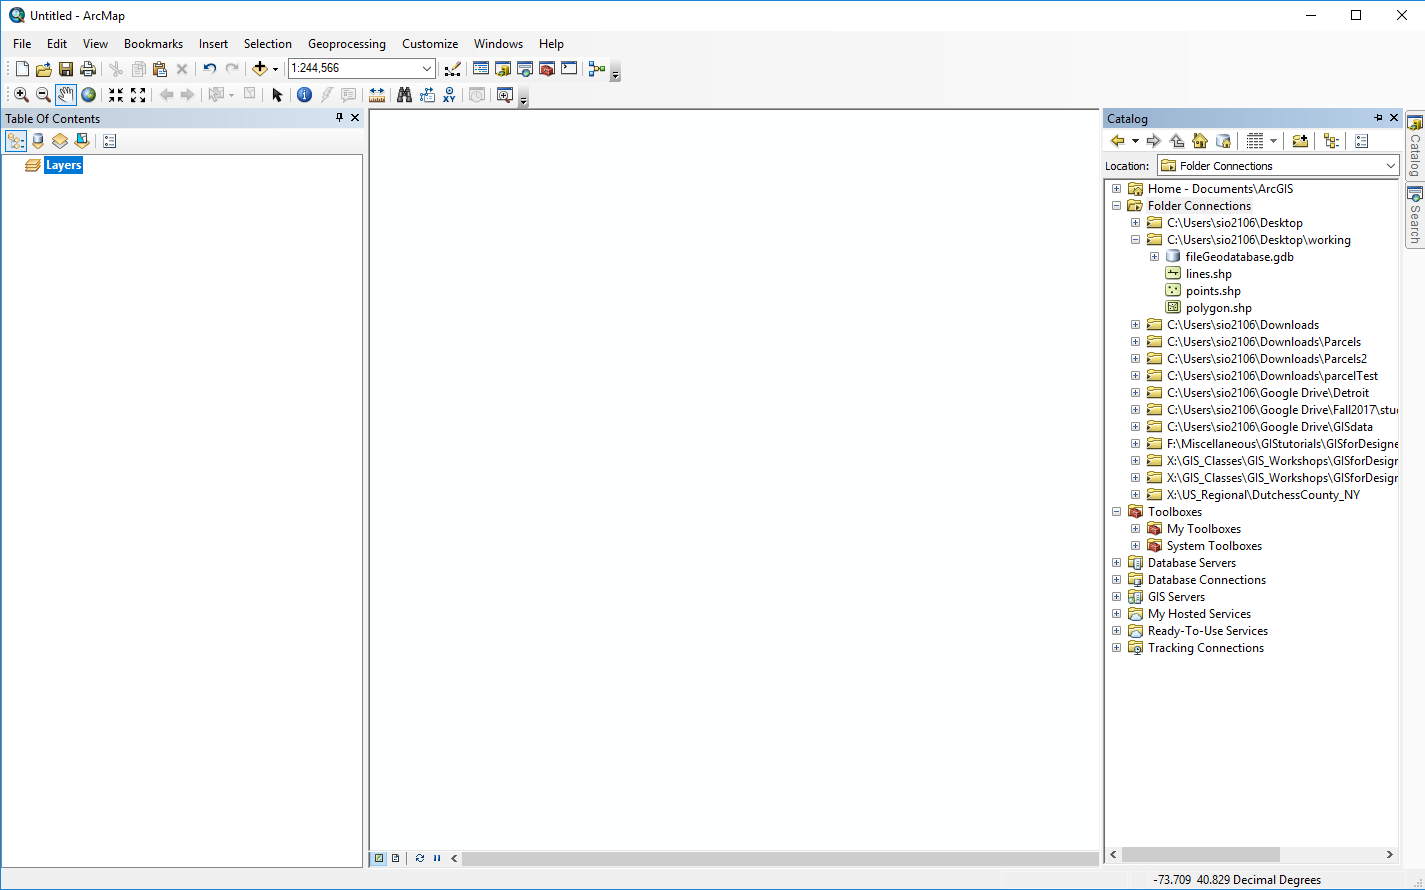 Untitled - ArcMap
File Edit View Bookmarks Insert Selection Geoprocessing Customize Windows Help
1:244,566
XY
Table Of Contents
Layers
Catalog
Location: Folder Connections
Home - Documents\ArcGIS
Folder Connections
C:\Users\sio2106\Desktop
C:\Users\sio2106\Desktop\working
fileGeodatabase.gdb
lines.shp
points.shp
polygon.shp
C:\Users\sio2106\Downloads
C:\Users\sio2106\Downloads\Parcels
C:\Users\sio2106\Downloads\Parcels2
C:\Users\sio2106\Downloads\parcelTest
C:\Users\sio2106\Google Drive\Detroit
C:\Users\sio2106\Google Drive\Fall2017\stu
C:\Users\sio2106\Google Drive\GISdata
F:\Miscellaneous\GIStutorials\GISforDesigne
X:\GIS_Classes\GIS_Workshops\GISforDesigr
X:\GIS_Classes\GIS_Workshops\GISforDesigr
X:\US_Regional\DutchessCounty_NY
Toolboxes
My Toolboxes
System Toolboxes
Database Servers
Database Connections
GIS Servers
My Hosted Services
Ready-To-Use Services
Tracking Connections
Catalog
Search
-73.709 40.829 Decimal Degrees